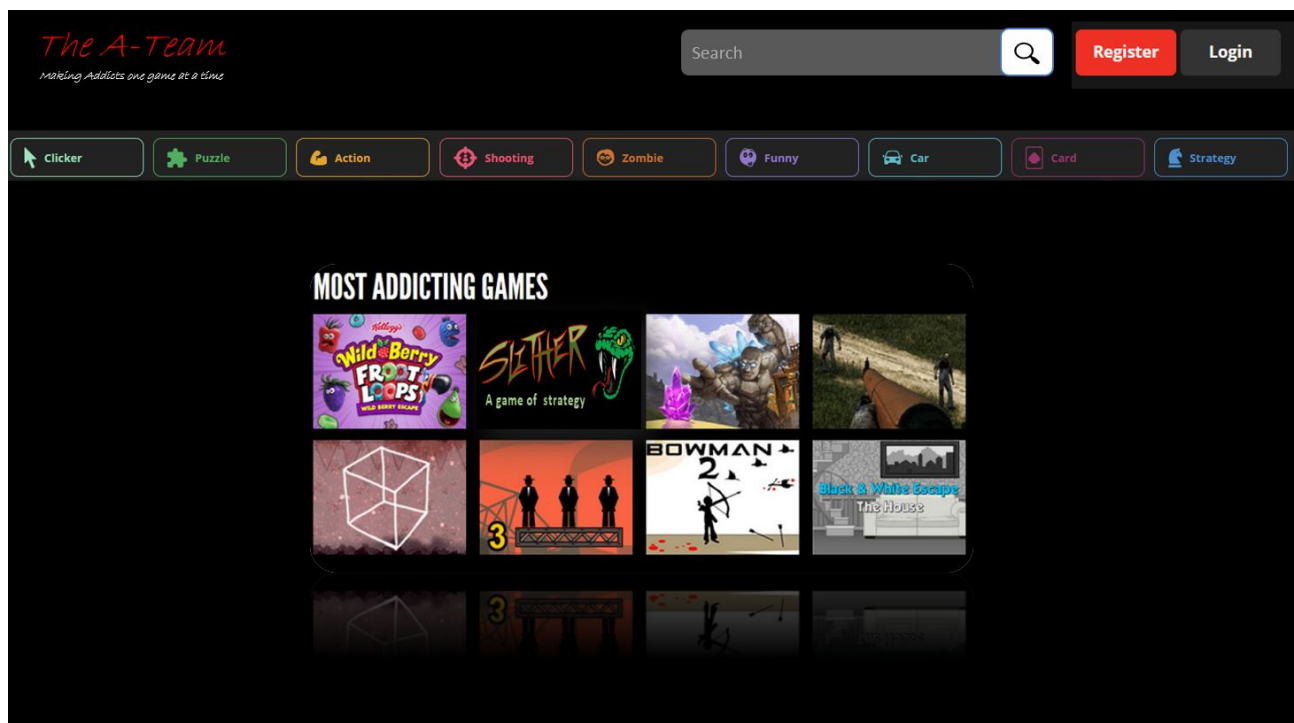 The A-Team
Making Addicts one game at a time
Search
Register
Login
Clicker
Puzzle
Action
Shooting
Zombie
Funny
Car
Card
Strategy
MOST ADDICTING GAMES
Kellogg's
Wild Berry
FROOT
LOOPS
WILD BERRY ESCAPE
SLITHER
A game of strategy
3
BOWMAN
2
Black & White Escape
The House
3